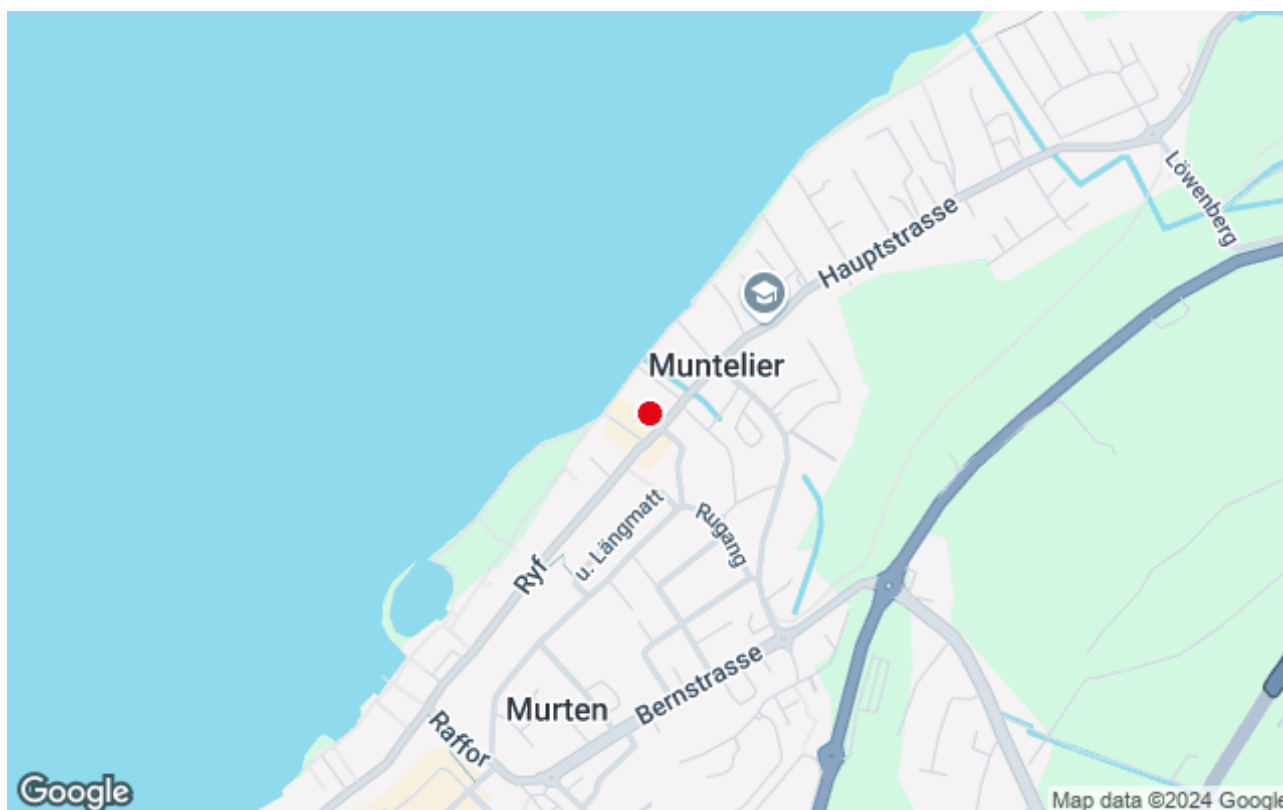 Löwenberg
Hauptstrasse
Muntelier
Rugang
u. Längmatt
Ryf
Bernstrasse
Murten
Raffor
Google
Map data ©2024 Google